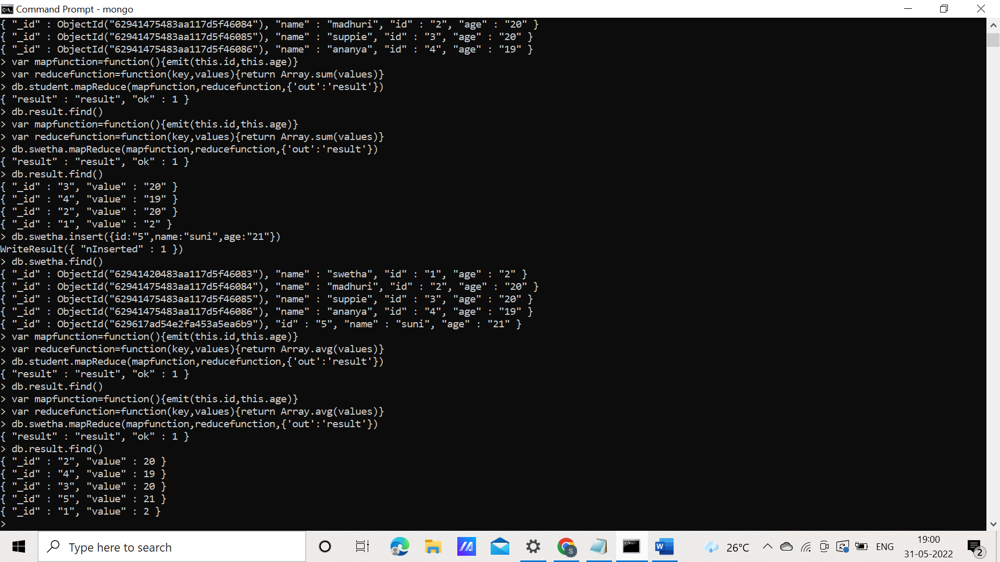 Command Prompt - mongo
{ "_id" : ObjectId("62941475483aa117d5f46084"), "name" : "madhuri", "id" : "2", "age" : "20" }
{ "_id" : ObjectId("62941475483aa117d5f46085"), "name" : "suppie", "id" : "3", "age" : "20" }
{ "_id" : ObjectId("62941475483aa117d5f46086"), "name" : "ananya", "id" : "4", "age" : "19" }
> var mapfunction=function(){emit(this.id,this.age)}
> var reducefunction=function(key,values){return Array.sum(values)}
> db.student.mapReduce(mapfunction,reducefunction,{'out':'result'})
{ "result" : "result", "ok" : 1 }
> db.result.find()
> var mapfunction=function(){emit(this.id,this.age)}
> var reducefunction=function(key,values){return Array.sum(values)}
> db.swetha.mapReduce(mapfunction,reducefunction,{'out':'result'})
{ "result" : "result", "ok" : 1 }
> db.result.find()
{ "_id" : "3", "value" : "20" }
{ "_id" : "4", "value" : "19" }
{ "_id" : "2", "value" : "20" }
{ "_id" : "1", "value" : "2" }
> db.swetha.insert({id:"5",name:"suni",age:"21"})
WriteResult({ "nInserted" : 1 })
> db.swetha.find()
{ "_id" : ObjectId("62941420483aa117d5f46083"), "name" : "swetha", "id" : "1", "age" : "2" }
{ "_id" : ObjectId("62941475483aa117d5f46084"), "name" : "madhuri", "id" : "2", "age" : "20" }
{ "_id" : ObjectId("62941475483aa117d5f46085"), "name" : "suppie", "id" : "3", "age" : "20" }
{ "_id" : ObjectId("62941475483aa117d5f46086"), "name" : "ananya", "id" : "4", "age" : "19" }
{ "_id" : ObjectId("629617ad54e2fa453a5ea6b9"), "id" : "5", "name" : "suni", "age" : "21" }
> var mapfunction=function(){emit(this.id,this.age)}
> var reducefunction=function(key,values){return Array.avg(values)}
> db.student.mapReduce(mapfunction,reducefunction,{'out':'result'})
{ "result" : "result", "ok" : 1 }
> db.result.find()
> var mapfunction=function(){emit(this.id,this.age)}
> var reducefunction=function(key,values){return Array.avg(values)}
> db.swetha.mapReduce(mapfunction,reducefunction,{'out':'result'})
{ "result" : "result", "ok" : 1 }
> db.result.find()
{ "_id" : "2", "value" : 20 }
{ "_id" : "4", "value" : 19 }
{ "_id" : "3", "value" : 20 }
{ "_id" : "5", "value" : 21 }
{ "_id" : "1", "value" : 2 }
>
Type here to search
S
W
26°C
ENG
19:00
31-05-2022
2